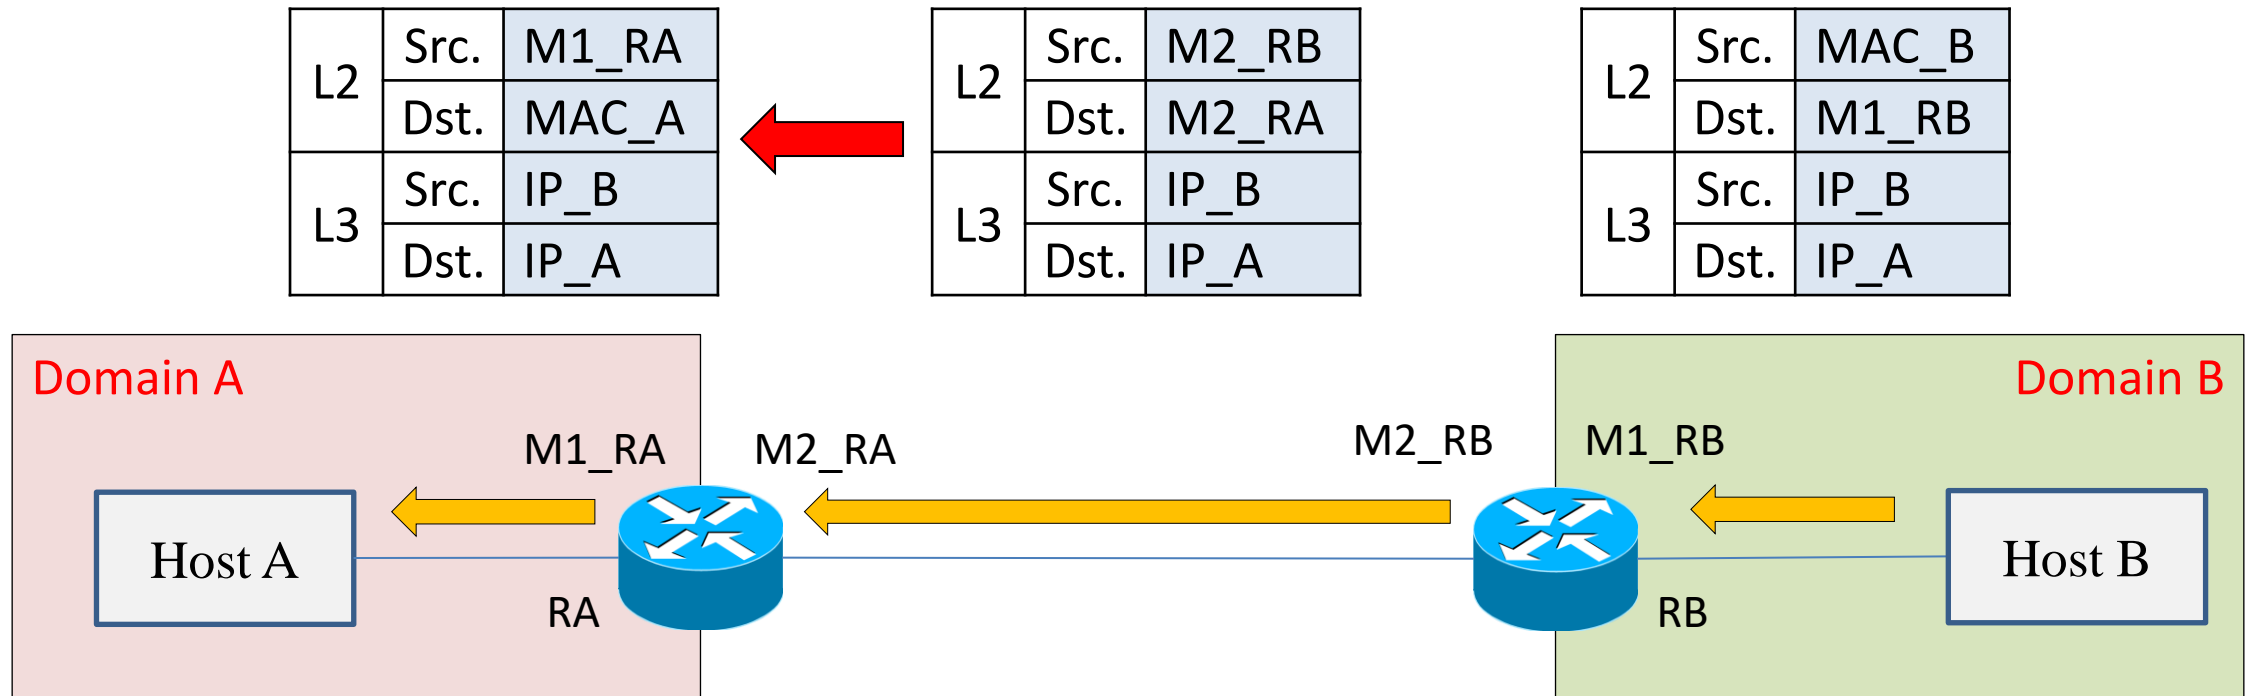 L2 Src. M1_RA
Dst. MAC_A
L3 Src. IP_B
Dst. IP_A
L2 Src. M2_RB
Dst. M2_RA
L3 Src. IP_B
Dst. IP_A
L2 Src. MAC_B
Dst. M1_RB
L3 Src. IP_B
Dst. IP_A
Domain A
Domain B
M1_RA
M2_RA
M2_RB
M1_RB
Host A
Host B
RA
RB